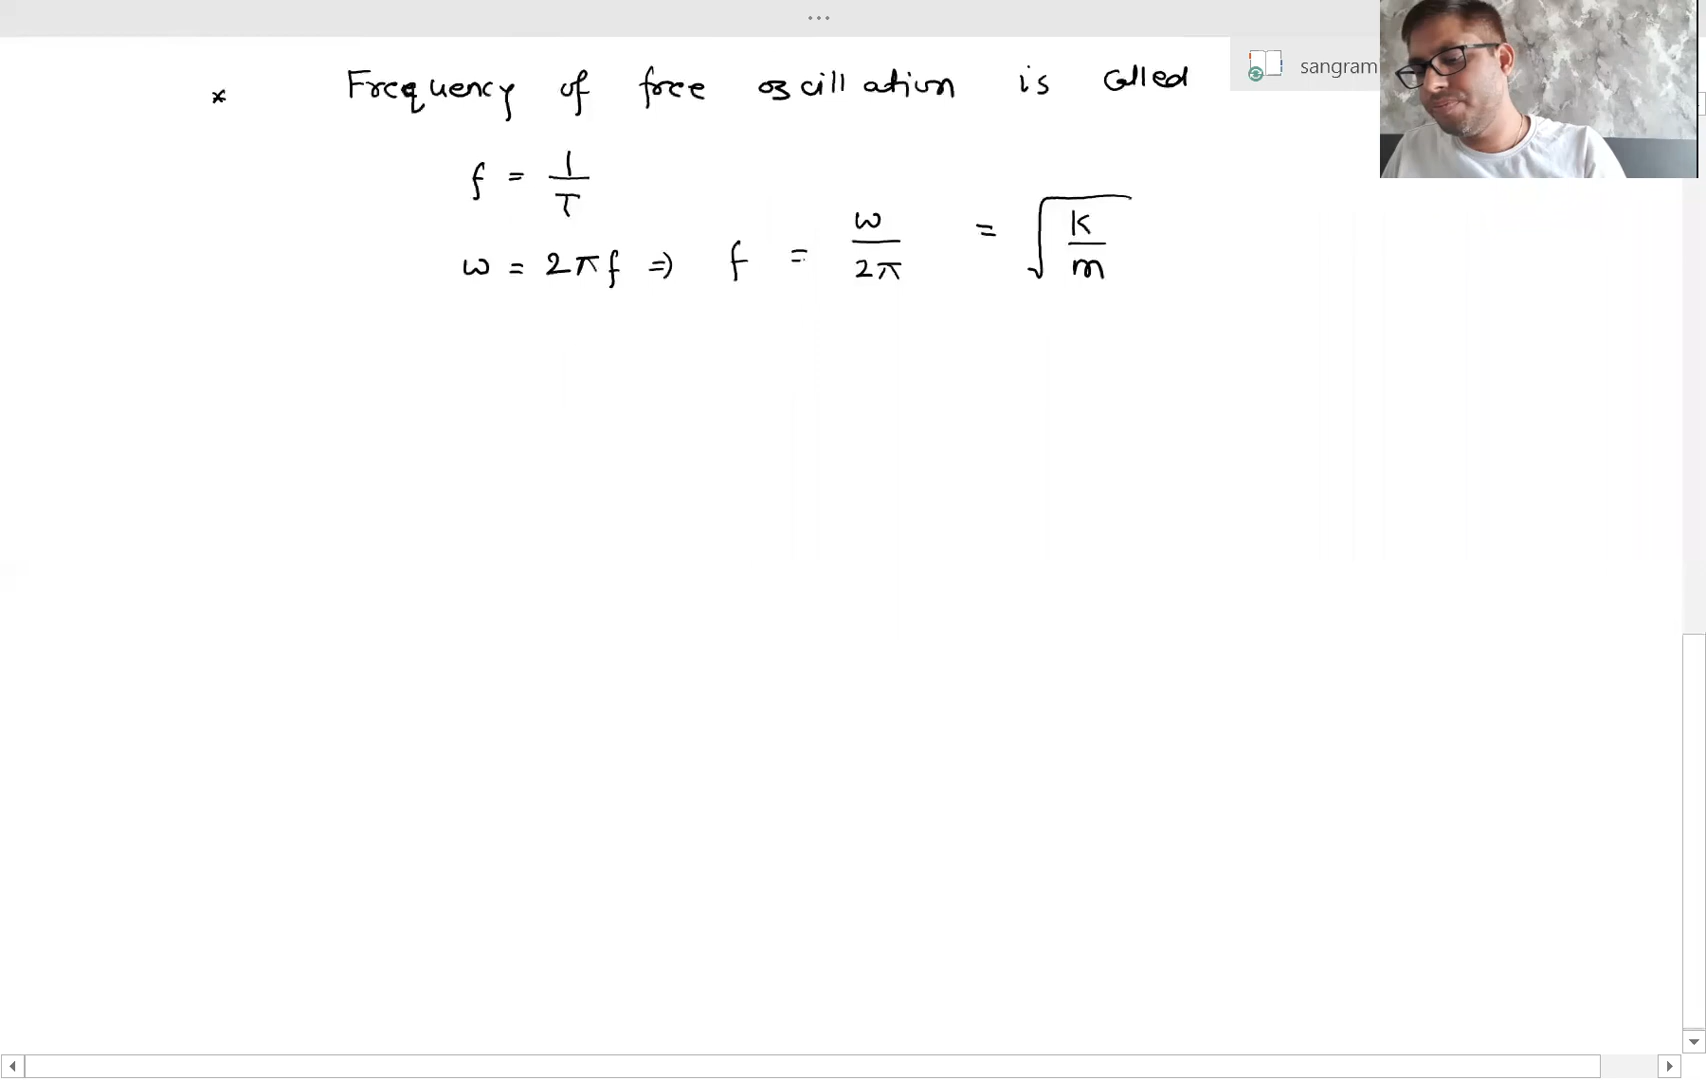 * Frequency of free oscillation is called
sangram
f = 1/T
ω = 2πf ⇒ f = ω/2π = √(k/m)